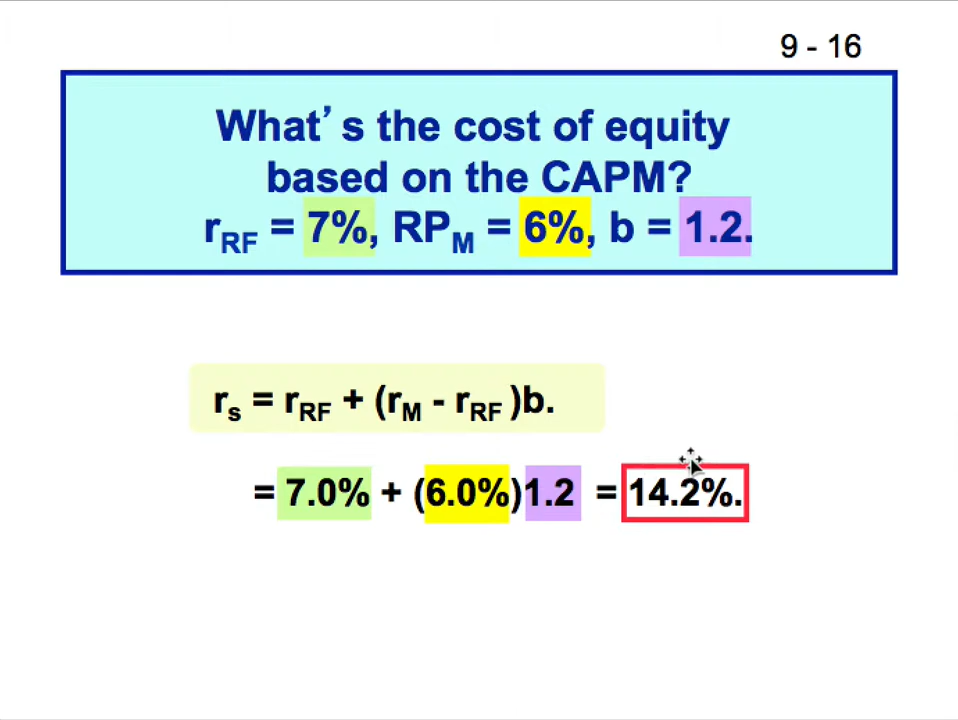 9 - 16
What's the cost of equity
based on the CAPM?
rRF = 7%, RPM = 6%, b = 1.2.
rs = rRF + (rM - rRF )b.
= 7.0% + (6.0%)1.2 = 14.2%.